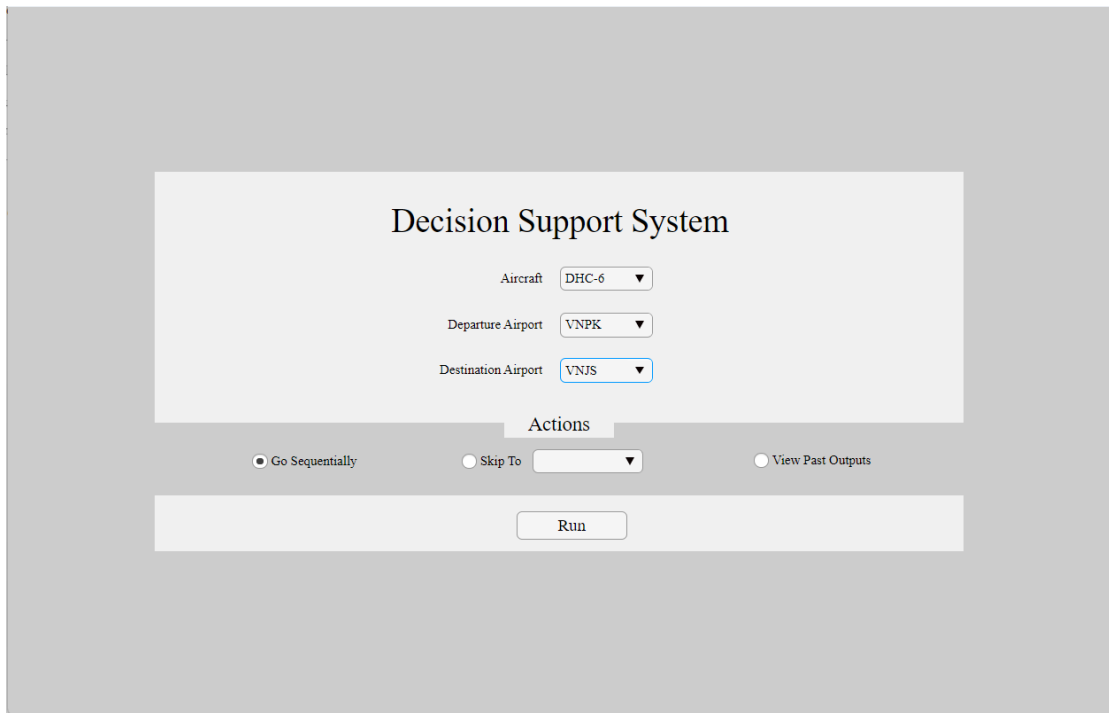 Decision Support System
Aircraft DHC-6
Departure Airport VNPK
Destination Airport VNJS
Actions
Go Sequentially Skip To View Past Outputs
Run